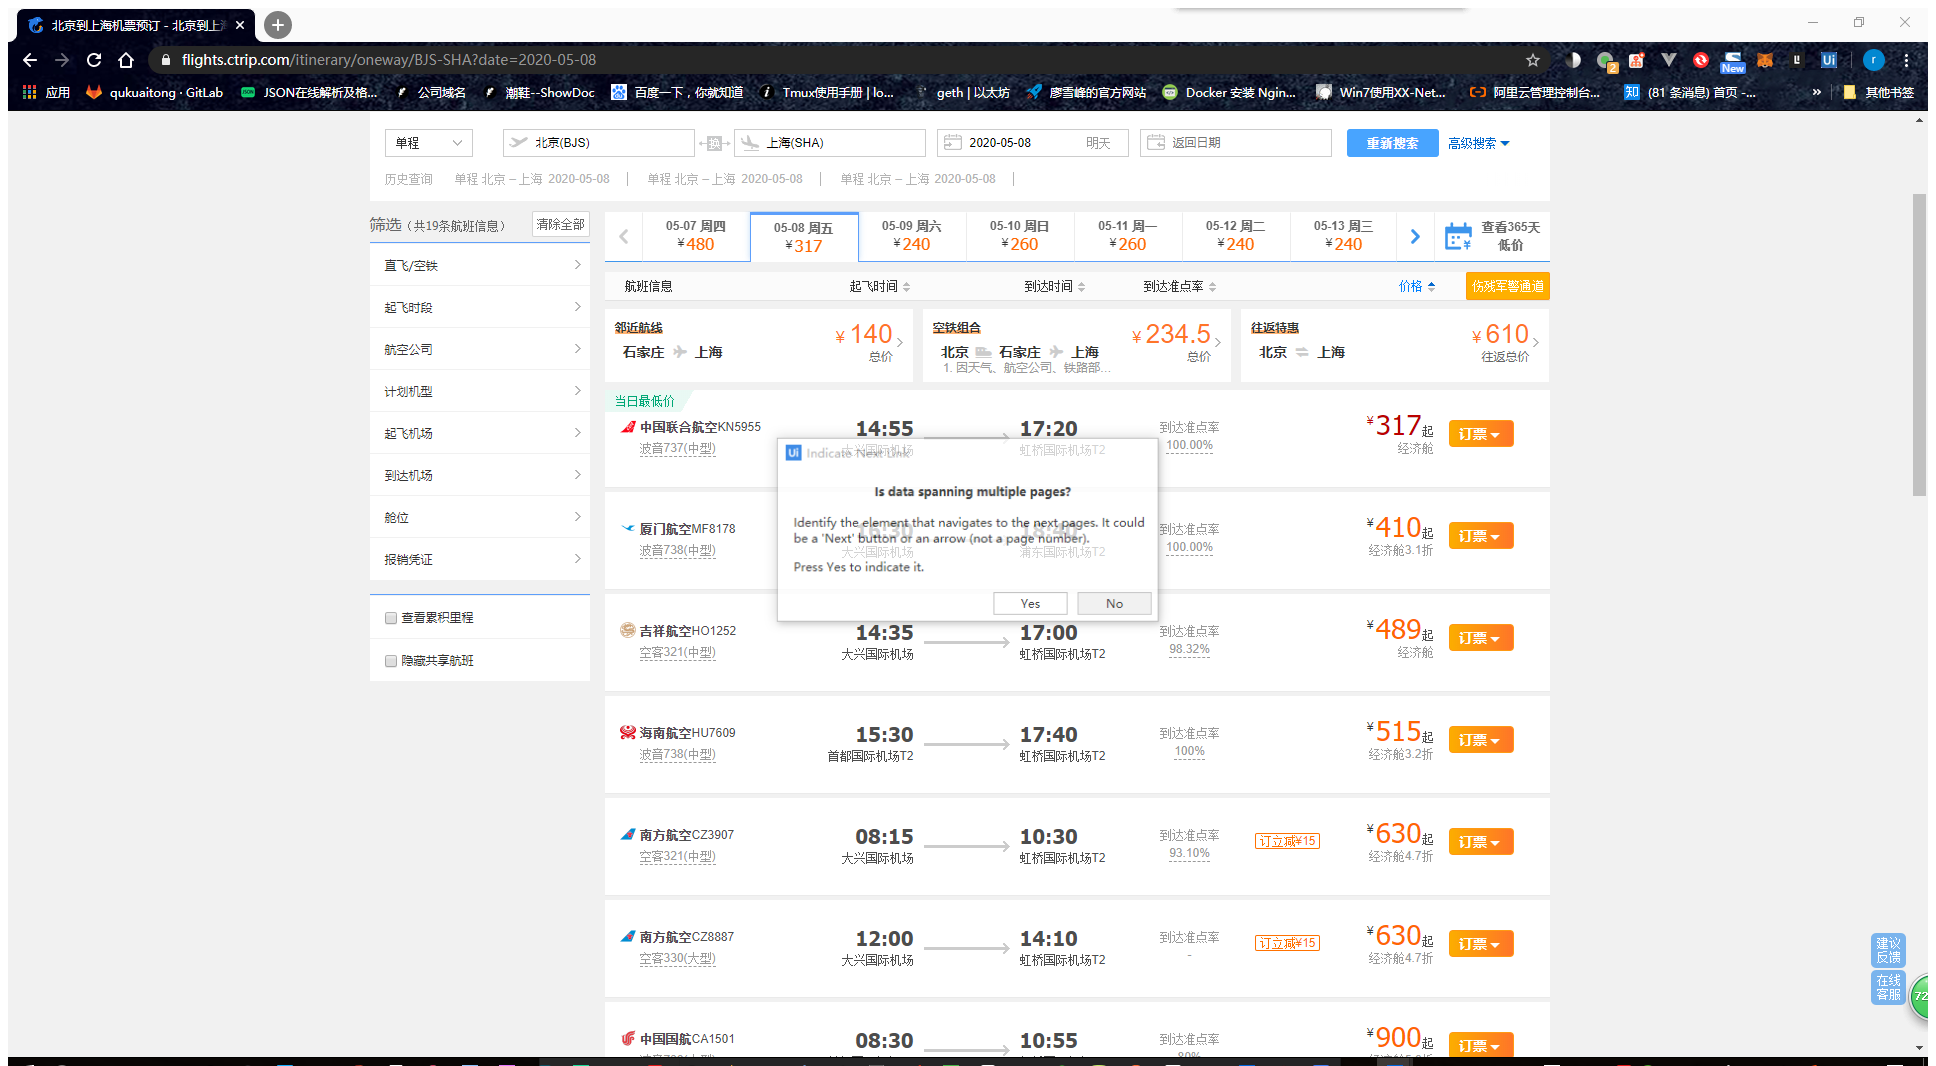 北京到上海机票预订 - 北京到上
flights.ctrip.com/itinerary/oneway/BJS-SHA?date=2020-05-08
应用
qukuaitong · GitLab
JSON在线解析及格...
公司域名
潮鞋--ShowDoc
百度一下，你就知道
Tmux使用手册 | lo...
geth | 以太坊
廖雪峰的官方网站
Docker 安装 Ngin...
Win7使用XX-Net...
阿里云管理控制台...
(81 条消息) 首页 -...
»
其他书签
2
New
Ui
r
单程
北京(BJS)
换
上海(SHA)
2020-05-08 明天
返回日期
重新搜索
高级搜索
历史查询
单程 北京 – 上海 2020-05-08
单程 北京 – 上海 2020-05-08
单程 北京 – 上海 2020-05-08
筛选（共19条航班信息）
清除全部
直飞/空铁
起飞时段
航空公司
计划机型
起飞机场
到达机场
舱位
报销凭证
查看累积里程
隐藏共享航班
05-07 周四
¥480
05-08 周五
¥317
05-09 周六
¥240
05-10 周日
¥260
05-11 周一
¥260
05-12 周二
¥240
05-13 周三
¥240
查看365天
低价
航班信息 起飞时间 到达时间 到达准点率 价格
伤残军警通道
邻近航线
石家庄 上海
¥140
总价
空铁组合
北京 石家庄 上海
1. 因天气、航空公司、铁路部...
¥234.5
总价
往返特惠
北京 上海
¥610
往返总价
当日最低价
中国联合航空KN5955 14:55 17:20 到达准点率 ¥317起 订票
波音737(中型) 大兴国际机场 虹桥国际机场T2 100.00% 经济舱
厦门航空MF8178 16:30 18:40 到达准点率 ¥410起 订票
波音738(中型) 大兴国际机场 浦东国际机场T2 100.00% 经济舱3.1折
Ui Indicate Next Link
Is data spanning multiple pages?
Identify the element that navigates to the next pages. It could
be a 'Next' button or an arrow (not a page number).
Press Yes to indicate it.
Yes No
吉祥航空HO1252 14:35 17:00 到达准点率 ¥489起 订票
空客321(中型) 大兴国际机场 虹桥国际机场T2 98.32% 经济舱
海南航空HU7609 15:30 17:40 到达准点率 ¥515起 订票
波音738(中型) 首都国际机场T2 虹桥国际机场T2 100% 经济舱3.2折
南方航空CZ3907 08:15 10:30 到达准点率 订立减¥15 ¥630起 订票
空客321(中型) 大兴国际机场 虹桥国际机场T2 93.10% 经济舱4.7折
南方航空CZ8887 12:00 14:10 到达准点率 订立减¥15 ¥630起 订票
空客330(大型) 大兴国际机场 虹桥国际机场T2 - 经济舱4.7折
中国国航CA1501 08:30 10:55 到达准点率 ¥900起 订票
建议
反馈
在线
客服
72